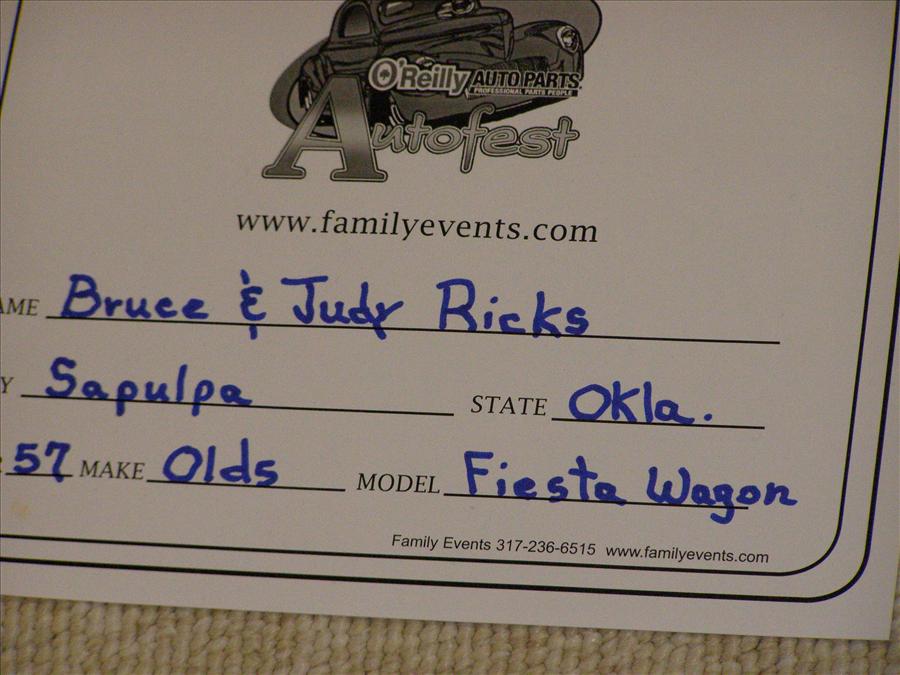 O'Reilly AUTO PARTS
PROFESSIONAL PARTS PEOPLE
Autofest
www.familyevents.com
AME Bruce & Judy Ricks
Y Sapulpa STATE Okla.
: 57 MAKE Olds MODEL Fiesta Wagon
Family Events 317-236-6515 www.familyevents.com